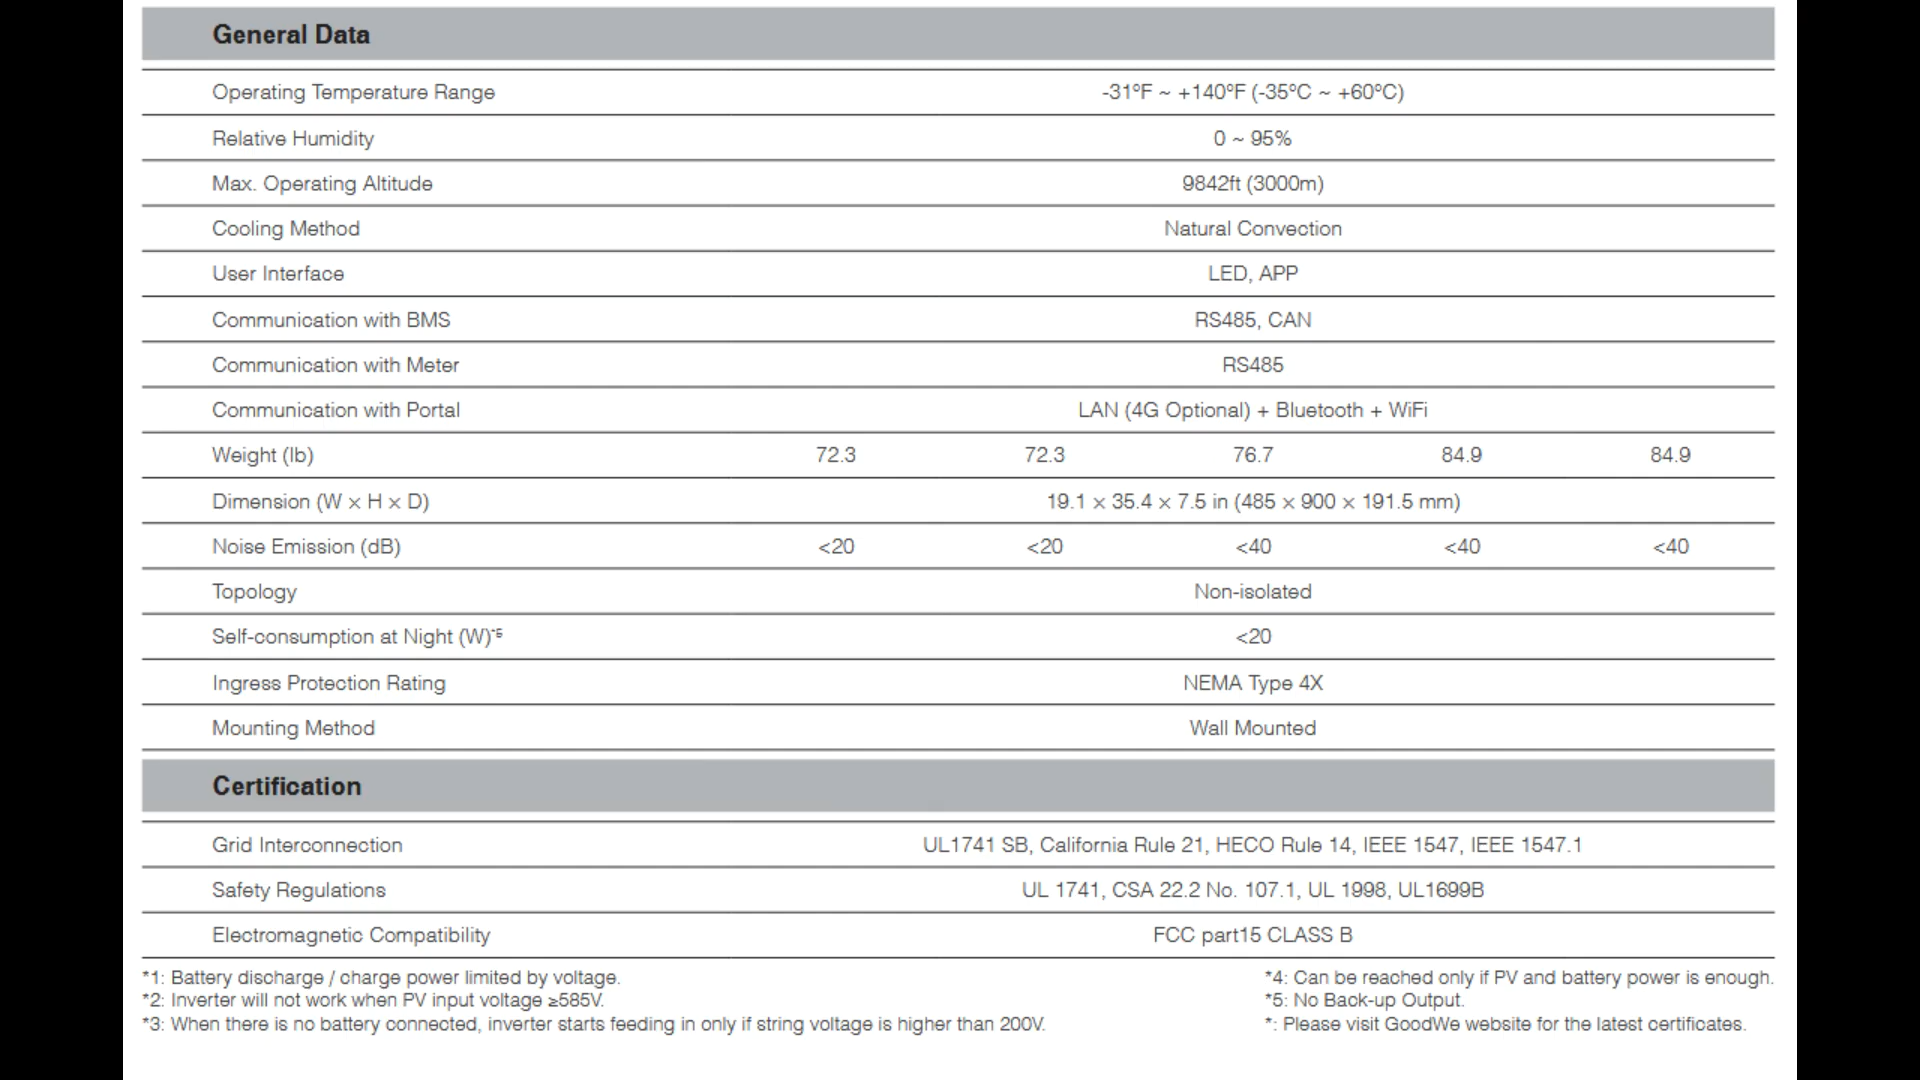 General Data
Operating Temperature Range -31ºF ~ +140ºF (-35ºC ~ +60ºC)
Relative Humidity 0 ~ 95%
Max. Operating Altitude 9842ft (3000m)
Cooling Method Natural Convection
User Interface LED, APP
Communication with BMS RS485, CAN
Communication with Meter RS485
Communication with Portal LAN (4G Optional) + Bluetooth + WiFi
Weight (lb) 72.3 72.3 76.7 84.9 84.9
Dimension (W × H × D) 19.1 × 35.4 × 7.5 in (485 × 900 × 191.5 mm)
Noise Emission (dB) <20 <20 <40 <40 <40
Topology Non-isolated
Self-consumption at Night (W)*5 <20
Ingress Protection Rating NEMA Type 4X
Mounting Method Wall Mounted
Certification
Grid Interconnection UL1741 SB, California Rule 21, HECO Rule 14, IEEE 1547, IEEE 1547.1
Safety Regulations UL 1741, CSA 22.2 No. 107.1, UL 1998, UL1699B
Electromagnetic Compatibility FCC part15 CLASS B
*1: Battery discharge / charge power limited by voltage.
*2: Inverter will not work when PV input voltage ≥585V.
*3: When there is no battery connected, inverter starts feeding in only if string voltage is higher than 200V.
*4: Can be reached only if PV and battery power is enough.
*5: No Back-up Output.
*: Please visit GoodWe website for the latest certificates.